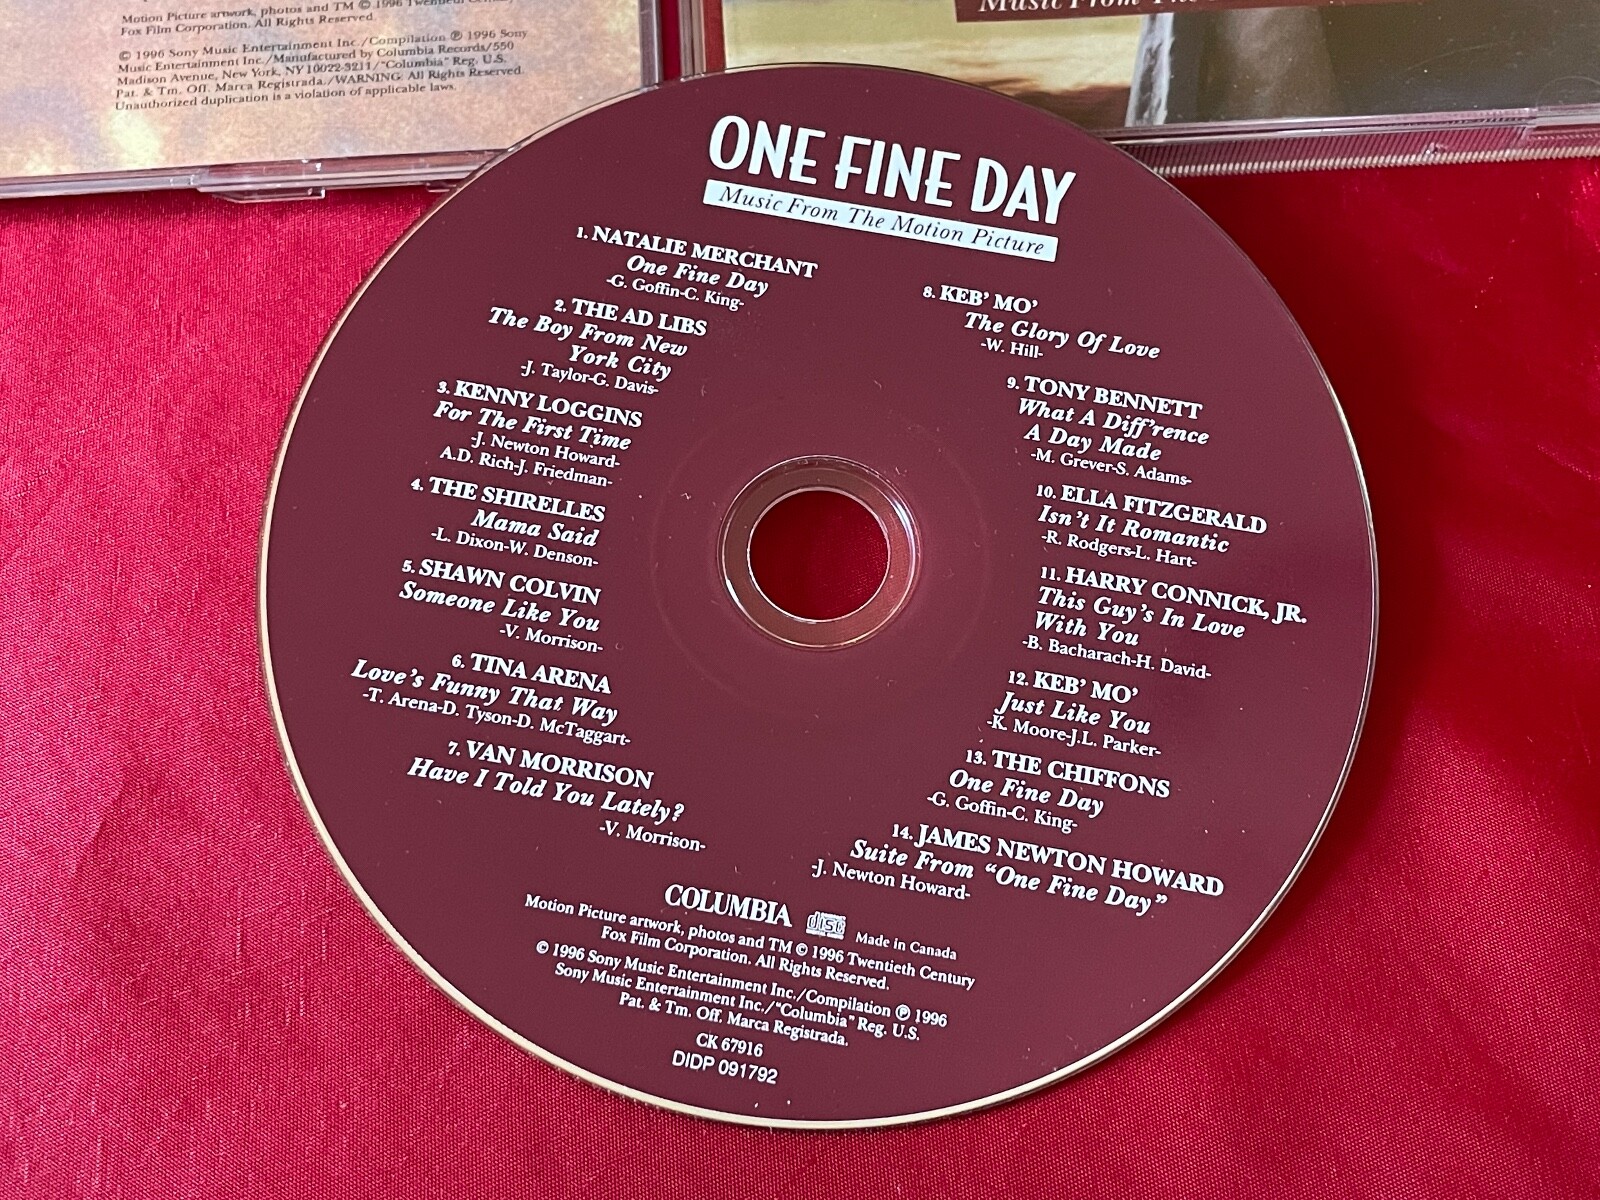 Motion Picture artwork, photos and TM © 1996 Twentieth Century
Fox Film Corporation. All Rights Reserved.
© 1996 Sony Music Entertainment Inc./Compilation ℗ 1996 Sony
Music Entertainment Inc./Manufactured by Columbia Records/550
Madison Avenue, New York, NY 10022-3211/"Columbia" Reg. U.S.
Pat. & Tm. Off. Marca Registrada./WARNING: All Rights Reserved.
Unauthorized duplication is a violation of applicable laws.
Music From The
ONE FINE DAY
Music From The Motion Picture
1. NATALIE MERCHANT
One Fine Day
-G. Goffin-C. King-
2. THE AD LIBS
The Boy From New
York City
-J. Taylor-G. Davis-
3. KENNY LOGGINS
For The First Time
-J. Newton Howard-
A.D. Rich-J. Friedman-
4. THE SHIRELLES
Mama Said
-L. Dixon-W. Denson-
5. SHAWN COLVIN
Someone Like You
-V. Morrison-
6. TINA ARENA
Love's Funny That Way
-T. Arena-D. Tyson-D. McTaggart-
7. VAN MORRISON
Have I Told You Lately?
-V. Morrison-
8. KEB' MO'
The Glory Of Love
-W. Hill-
9. TONY BENNETT
What A Diff'rence
A Day Made
-M. Grever-S. Adams-
10. ELLA FITZGERALD
Isn't It Romantic
-R. Rodgers-L. Hart-
11. HARRY CONNICK, JR.
This Guy's In Love
With You
-B. Bacharach-H. David-
12. KEB' MO'
Just Like You
-K. Moore-J.L. Parker-
13. THE CHIFFONS
One Fine Day
-G. Goffin-C. King-
14. JAMES NEWTON HOWARD
Suite From "One Fine Day"
-J. Newton Howard-
COLUMBIA disc Made in Canada
Motion Picture artwork, photos and TM © 1996 Twentieth Century
Fox Film Corporation. All Rights Reserved.
© 1996 Sony Music Entertainment Inc./Compilation ℗ 1996
Sony Music Entertainment Inc./"Columbia" Reg. U.S.
Pat. & Tm. Off. Marca Registrada.
CK 67916
DIDP 091792